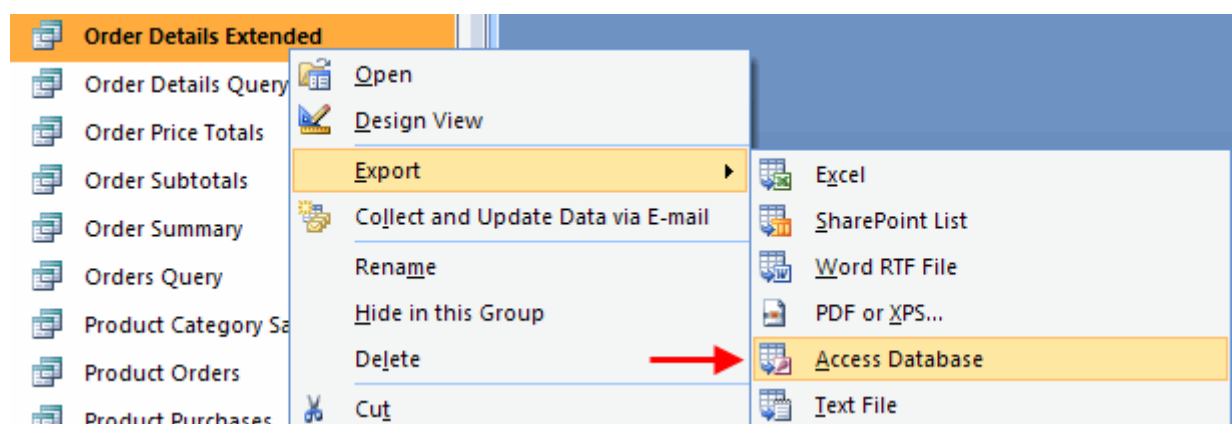 Order Details Extended
Order Details Query
Order Price Totals
Order Subtotals
Order Summary
Orders Query
Product Category Sa
Product Orders
Product Purchases
Open
Design View
Export
Collect and Update Data via E-mail
Rename
Hide in this Group
Delete
Cut
Excel
SharePoint List
Word RTF File
PDF or XPS...
Access Database
Text File